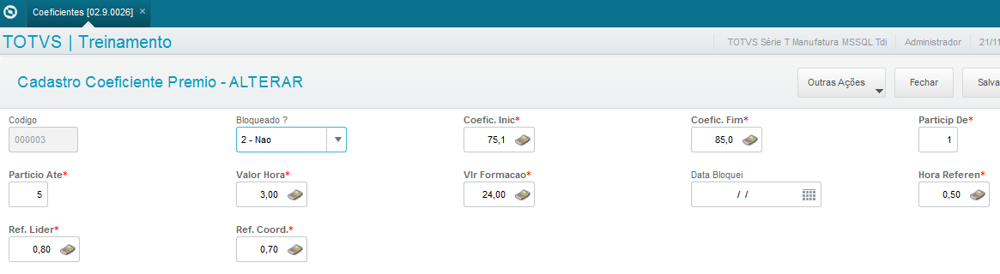 Coeficientes [02.9.0026] ×
TOTVS | Treinamento
TOTVS Série T Manufatura MSSQL Tdi Administrador 21/11
Cadastro Coeficiente Premio - ALTERAR
Outras Ações Fechar Salva
Codigo Bloqueado ? Coefic. Inic* Coefic. Fim* Particip De*
000003 2 - Nao 75,1 85,0 1
Particio Ate* Valor Hora* Vlr Formacao* Data Bloquei Hora Referen*
5 3,00 24,00 / / 0,50
Ref. Lider* Ref. Coord.*
0,80 0,70